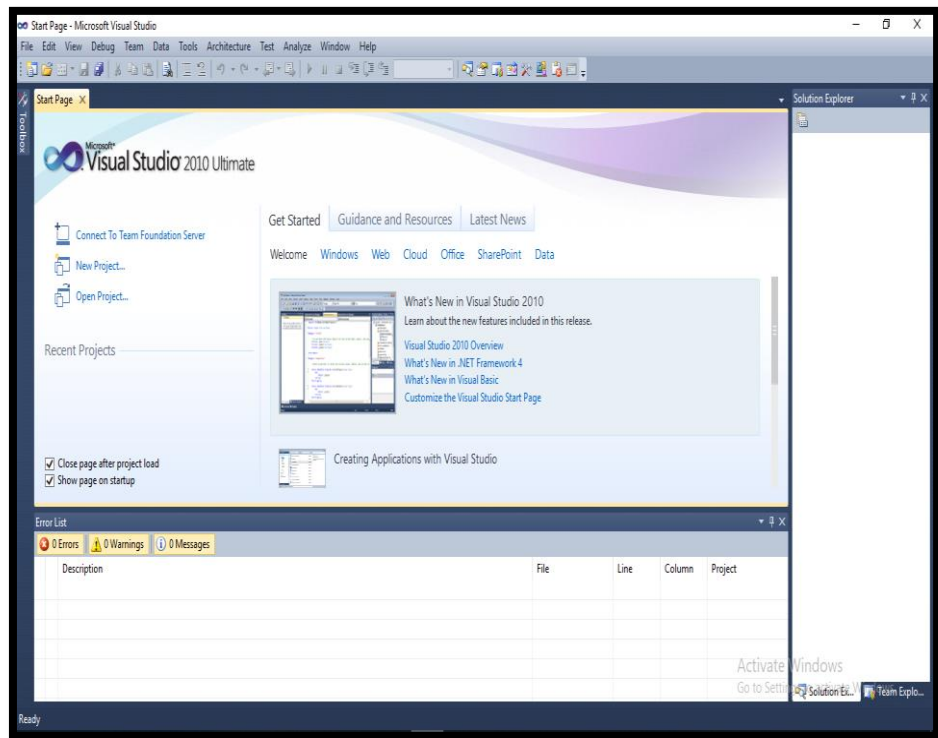 Start Page - Microsoft Visual Studio
File Edit View Debug Team Data Tools Architecture Test Analyze Window Help
Toolbox
Start Page X
Solution Explorer
Microsoft®
Visual Studio® 2010 Ultimate
Connect To Team Foundation Server
New Project...
Open Project...
Recent Projects
Close page after project load
Show page on startup
Get Started Guidance and Resources Latest News
Welcome Windows Web Cloud Office SharePoint Data
What's New in Visual Studio 2010
Learn about the new features included in this release.
Visual Studio 2010 Overview
What's New in .NET Framework 4
What's New in Visual Basic
Customize the Visual Studio Start Page
Creating Applications with Visual Studio
Error List
0 Errors 0 Warnings 0 Messages
Description File Line Column Project
Activate Windows
Go to Settin
Solution Ex... Team Explo...
Ready